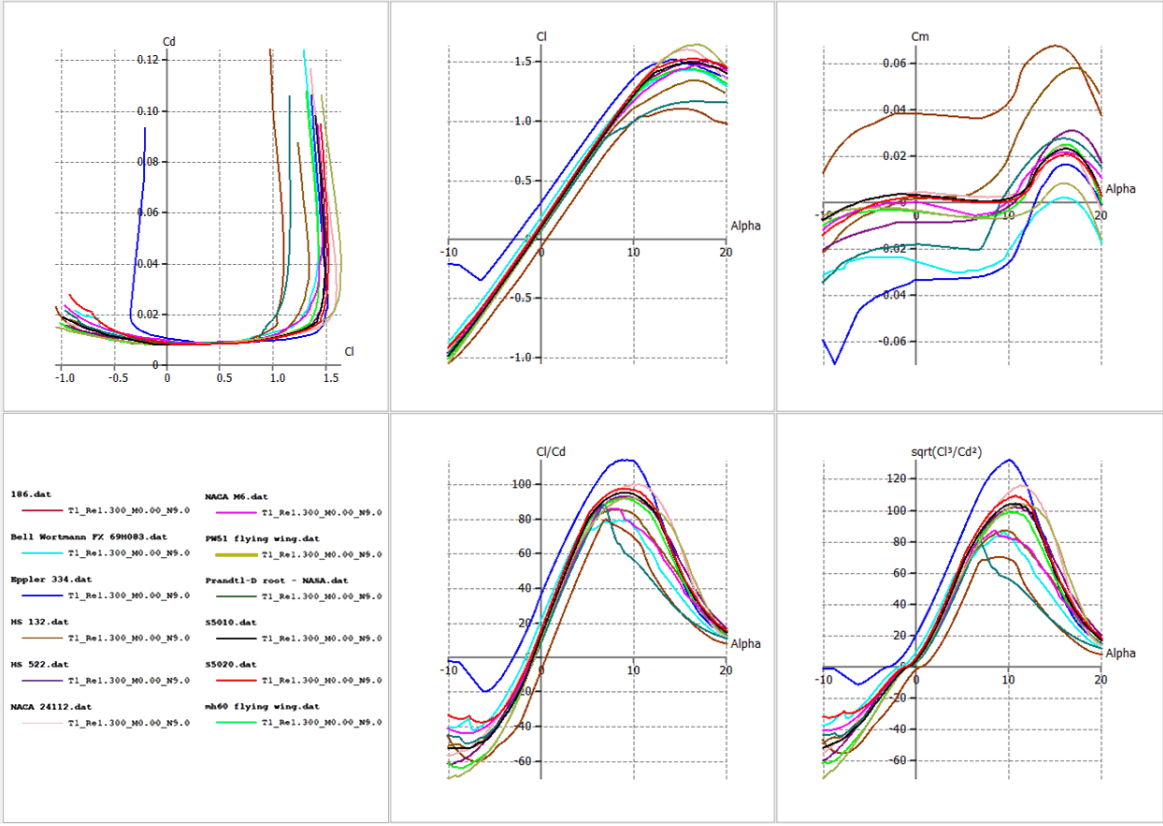 Cd
0.12
0.10
0.08
0.06
0.04
0.02
0
Cl
-1.0
-0.5
0
0.5
1.0
1.5
Cl
1.5
1.0
0.5
Alpha
0
10
20
-0.5
-1.0
Cm
0.06
0.04
0.02
Alpha
-10
0
10
20
-0.02
-0.04
-0.06
186.dat
T1_Re1.300_M0.00_N9.0
Bell Wortmann FX 69H083.dat
T1_Re1.300_M0.00_N9.0
Eppler 334.dat
T1_Re1.300_M0.00_N9.0
HS 132.dat
T1_Re1.300_M0.00_N9.0
HS 522.dat
T1_Re1.300_M0.00_N9.0
NACA 24112.dat
T1_Re1.300_M0.00_N9.0
NACA M6.dat
T1_Re1.300_M0.00_N9.0
PW51 flying wing.dat
T1_Re1.300_M0.00_N9.0
Prandtl-D root - NASA.dat
T1_Re1.300_M0.00_N9.0
S5010.dat
T1_Re1.300_M0.00_N9.0
S5020.dat
T1_Re1.300_M0.00_N9.0
mh60 flying wing.dat
T1_Re1.300_M0.00_N9.0
Cl/Cd
100
80
60
40
20
Alpha
-10
0
10
20
-20
-40
-60
sqrt(Cl³/Cd²)
120
100
80
60
40
20
Alpha
-10
0
10
20
-20
-40
-60